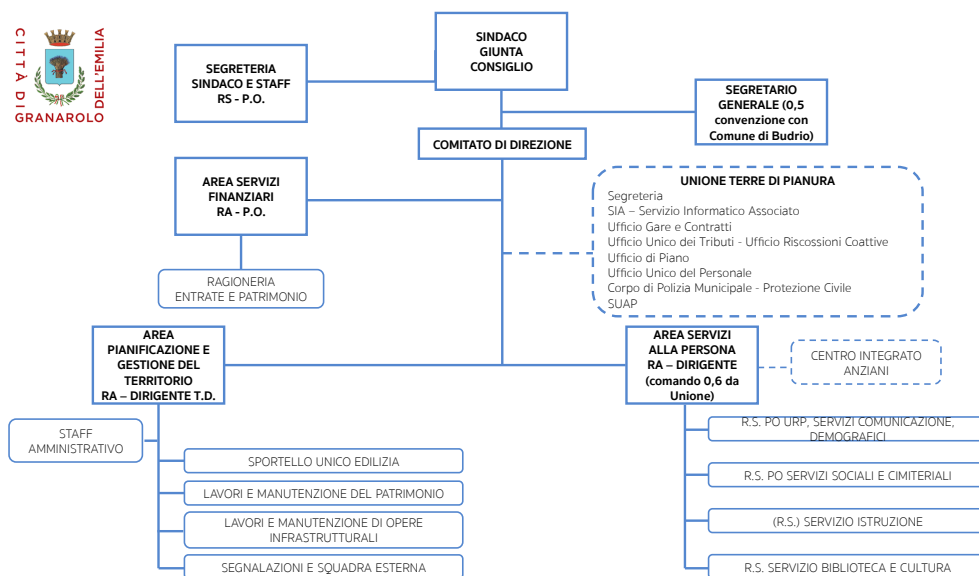 CITTÀ DI
GRANAROLO
DELL'EMILIA
SINDACO
GIUNTA
CONSIGLIO
SEGRETERIA
SINDACO E STAFF
RS - P.O.
SEGRETARIO
GENERALE (0,5
convenzione con
Comune di Budrio)
COMITATO DI DIREZIONE
AREA SERVIZI
FINANZIARI
RA - P.O.
UNIONE TERRE DI PIANURA
Segreteria
SIA – Servizio Informatico Associato
Ufficio Gare e Contratti
Ufficio Unico dei Tributi - Ufficio Riscossioni Coattive
Ufficio di Piano
Ufficio Unico del Personale
Corpo di Polizia Municipale - Protezione Civile
SUAP
RAGIONERIA
ENTRATE E PATRIMONIO
AREA
PIANIFICAZIONE E
GESTIONE DEL
TERRITORIO
RA – DIRIGENTE T.D.
AREA SERVIZI
ALLA PERSONA
RA – DIRIGENTE
(comando 0,6 da
Unione)
CENTRO INTEGRATO
ANZIANI
STAFF
AMMINISTRATIVO
SPORTELLO UNICO EDILIZIA
LAVORI E MANUTENZIONE DEL PATRIMONIO
LAVORI E MANUTENZIONE DI OPERE
INFRASTRUTTURALI
SEGNALAZIONI E SQUADRA ESTERNA
R.S. PO URP, SERVIZI COMUNICAZIONE,
DEMOGRAFICI
R.S. PO SERVIZI SOCIALI E CIMITERIALI
(R.S.) SERVIZIO ISTRUZIONE
R.S. SERVIZIO BIBLIOTECA E CULTURA